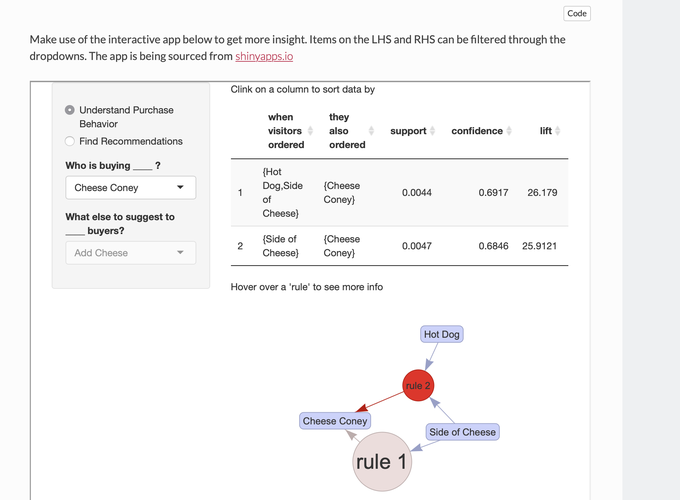 Code
Make use of the interactive app below to get more insight. Items on the LHS and RHS can be filtered through the
dropdowns. The app is being sourced from shinyapps.io
Understand Purchase
Behavior
Find Recommendations
Who is buying ____ ?
Cheese Coney
What else to suggest to
____ buyers?
Add Cheese
Clink on a column to sort data by
when
visitors
ordered
they
also
ordered
support
confidence
lift
1
{Hot
Dog,Side
of
Cheese}
{Cheese
Coney}
0.0044
0.6917
26.179
2
{Side of
Cheese}
{Cheese
Coney}
0.0047
0.6846
25.9121
Hover over a 'rule' to see more info
Hot Dog
rule 2
Cheese Coney
Side of Cheese
rule 1